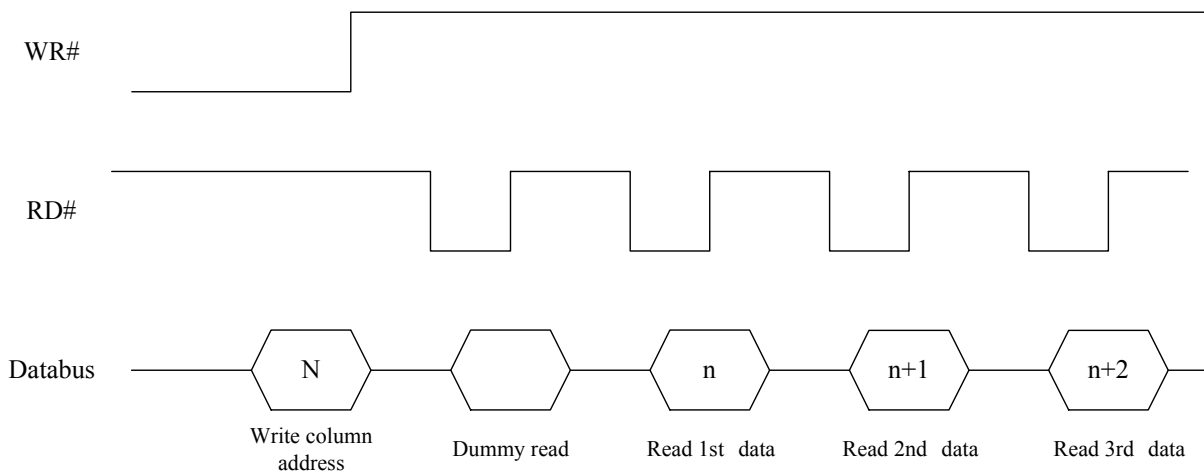 WR#
RD#
Databus
N
n
n+1
n+2
Write column
address
Dummy read
Read 1st data
Read 2nd data
Read 3rd data